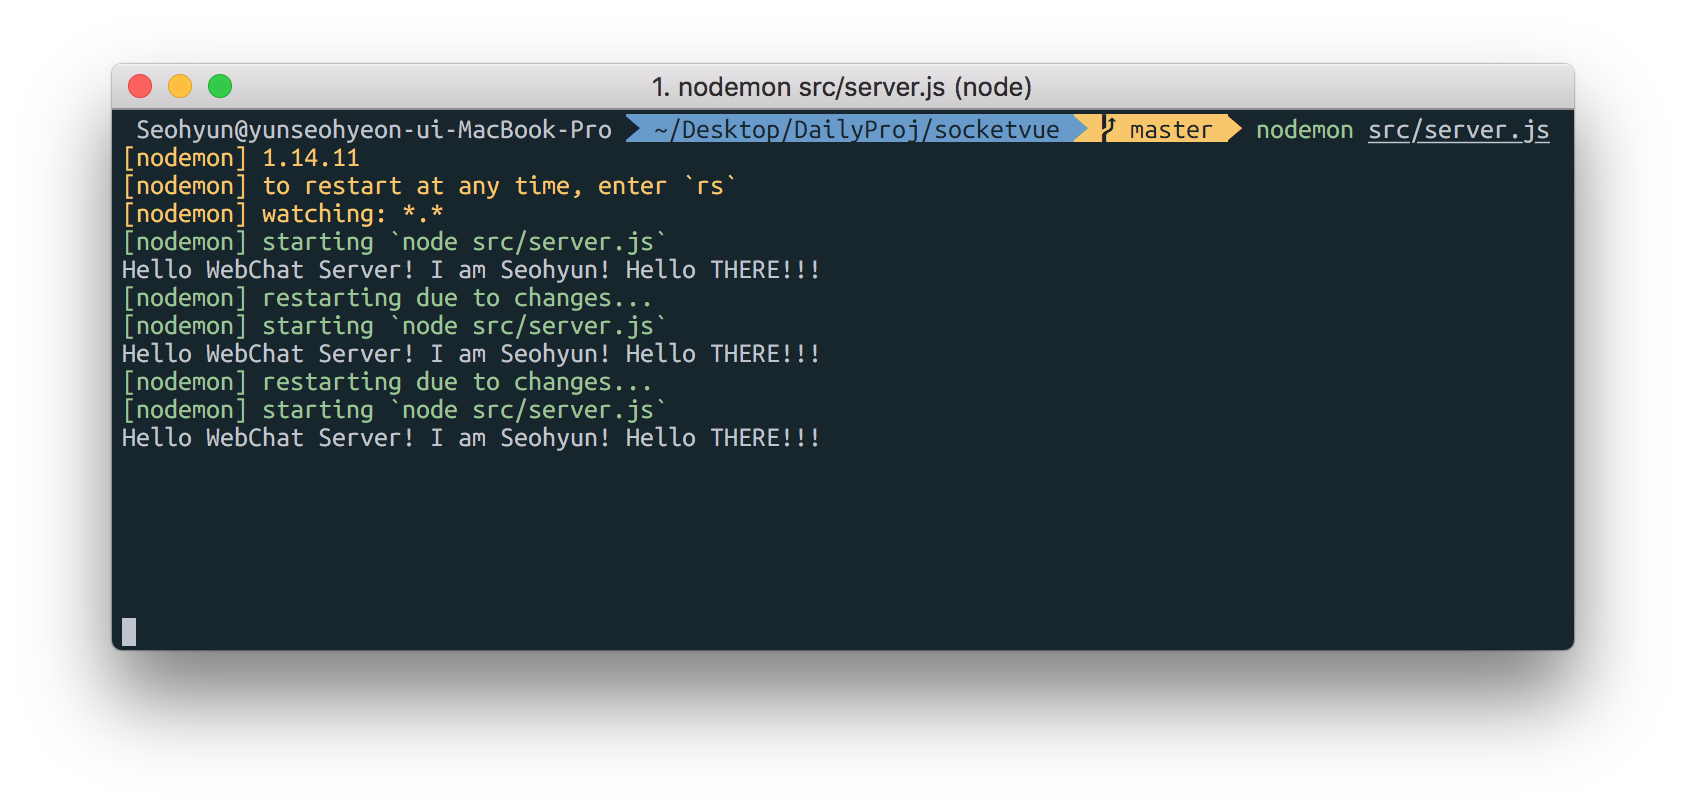 1. nodemon src/server.js (node)
Seohyun@yunseohyeon-ui-MacBook-Pro ~/Desktop/DailyProj/socketvue master nodemon src/server.js
[nodemon] 1.14.11
[nodemon] to restart at any time, enter `rs`
[nodemon] watching: *.*
[nodemon] starting `node src/server.js`
Hello WebChat Server! I am Seohyun! Hello THERE!!!
[nodemon] restarting due to changes...
[nodemon] starting `node src/server.js`
Hello WebChat Server! I am Seohyun! Hello THERE!!!
[nodemon] restarting due to changes...
[nodemon] starting `node src/server.js`
Hello WebChat Server! I am Seohyun! Hello THERE!!!